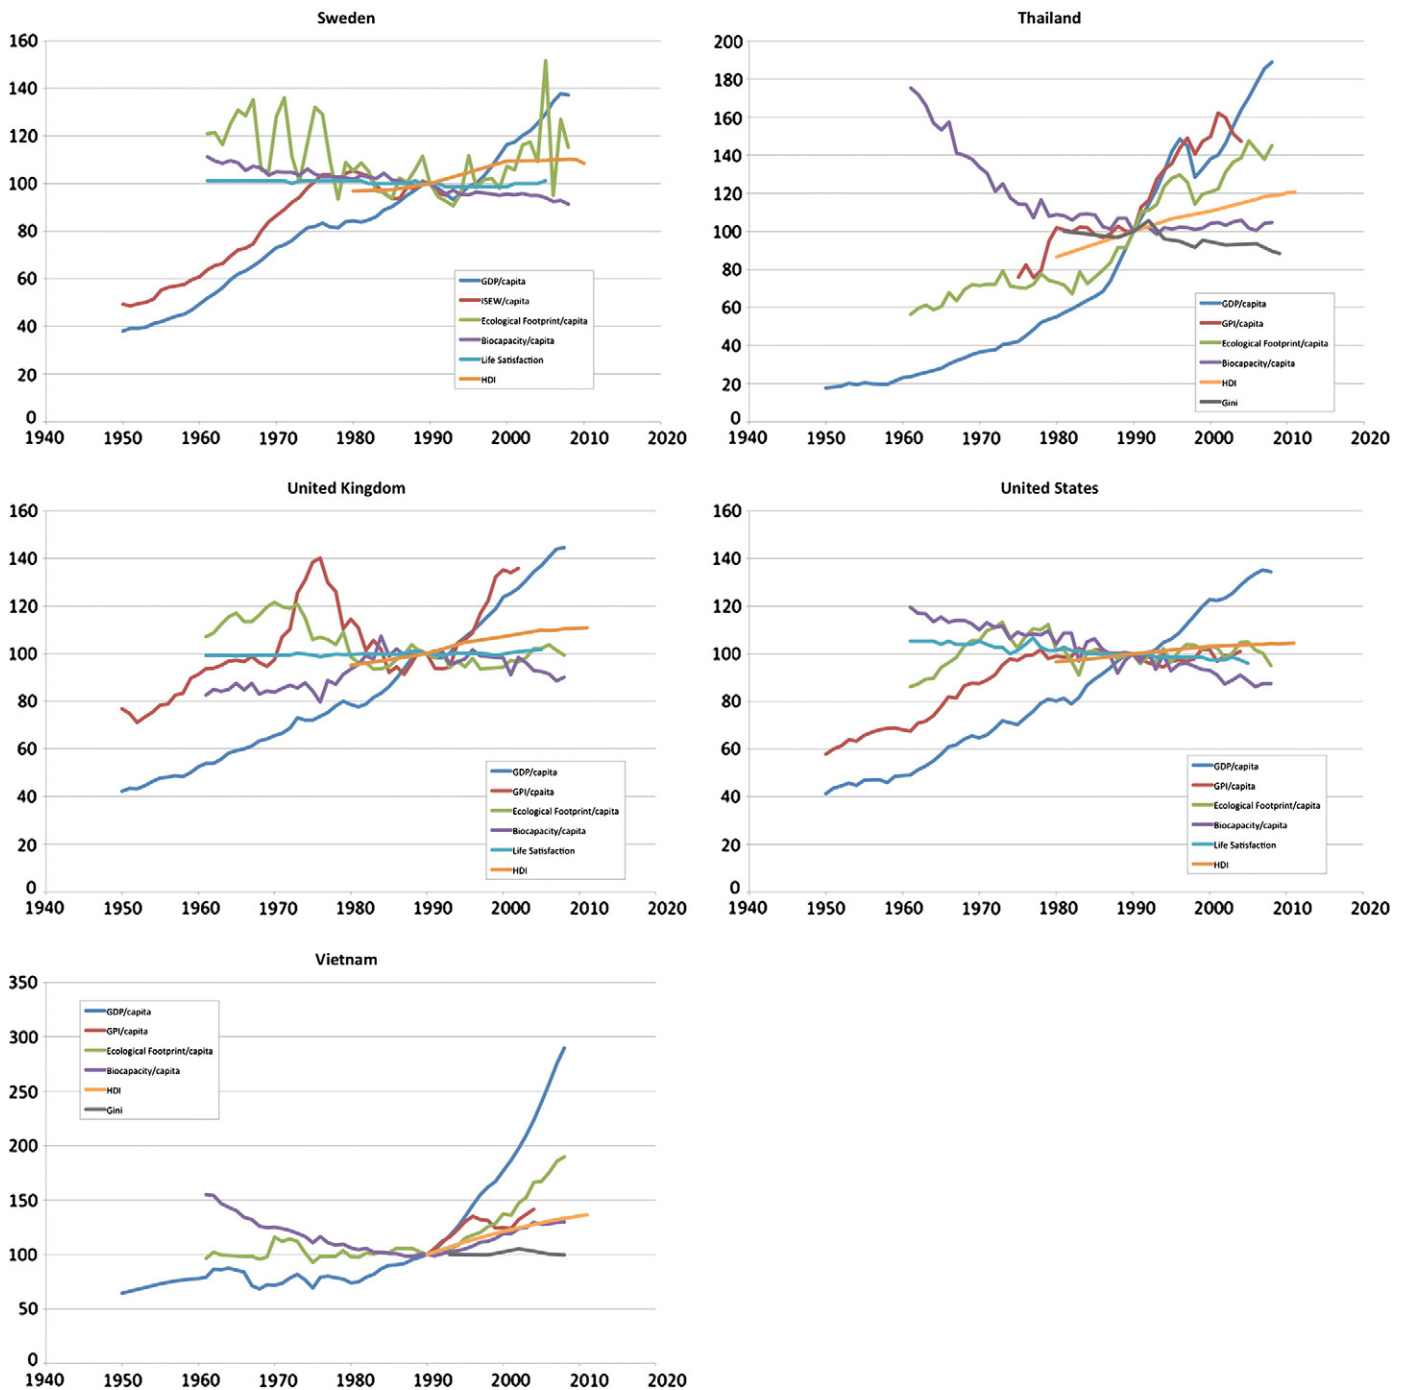 Sweden
160
140
120
100
80
60
40
20
0
GDP/capita
ISEW/capita
Ecological Footprint/capita
Biocapacity/capita
Life Satisfaction
HDI
1940 1950 1960 1970 1980 1990 2000 2010 2020
Thailand
200
180
160
140
120
100
80
60
40
20
0
GDP/capita
GPI/capita
Ecological Footprint/capita
Biocapacity/capita
HDI
Gini
1940 1950 1960 1970 1980 1990 2000 2010 2020
United Kingdom
160
140
120
100
80
60
40
20
0
GDP/capita
GPI/cpaita
Ecological Footprint/capita
Biocapacity/capita
Life Satisfaction
HDI
1940 1950 1960 1970 1980 1990 2000 2010 2020
United States
160
140
120
100
80
60
40
20
0
GDP/capita
GPI/capita
Ecological Footprint/capita
Biocapacity/capita
Life Satisfaction
HDI
1940 1950 1960 1970 1980 1990 2000 2010 2020
Vietnam
350
300
250
200
150
100
50
0
GDP/capita
GPI/capita
Ecological Footprint/capita
Biocapacity/capita
HDI
Gini
1940 1950 1960 1970 1980 1990 2000 2010 2020